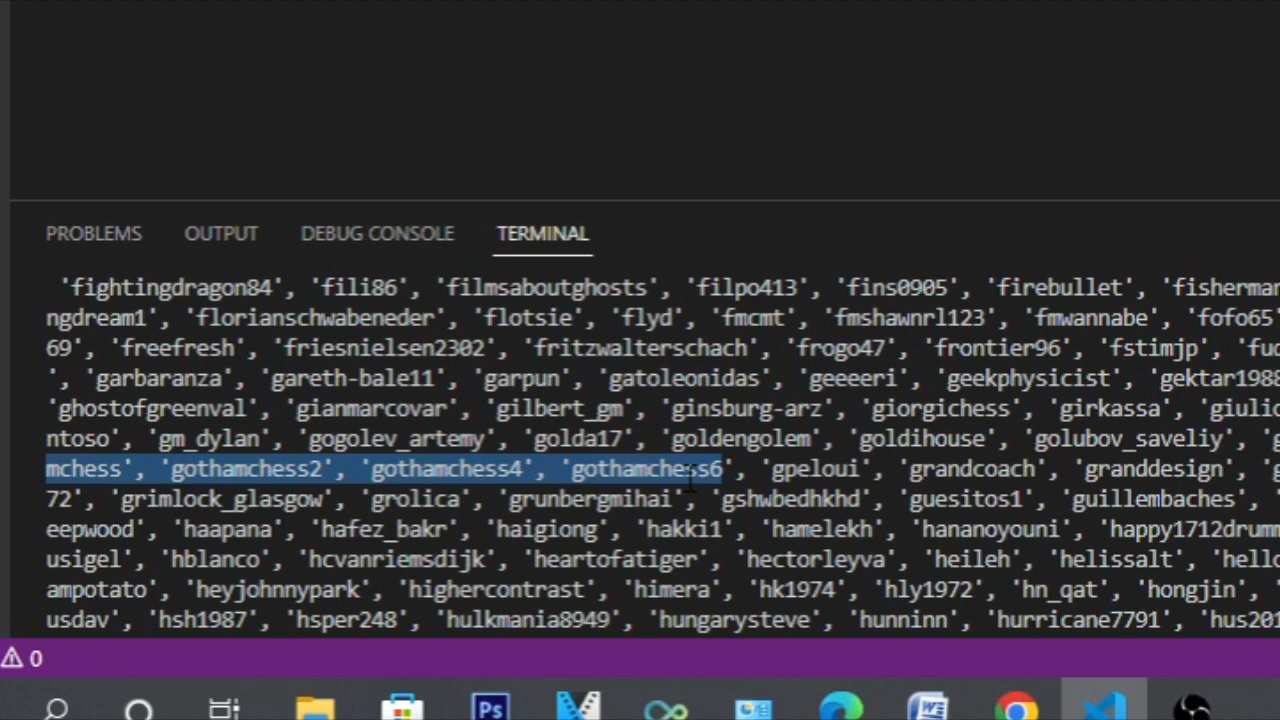 PROBLEMS OUTPUT DEBUG CONSOLE TERMINAL
'fightingdragon84', 'fili86', 'filmsaboutghosts', 'filpo413', 'fins0905', 'firebullet', 'fisherman
ngdream1', 'florianschwabeneder', 'flotsie', 'flyd', 'fmcmt', 'fmshawnrl123', 'fmwannabe', 'fofo65
69', 'freefresh', 'friesnielsen2302', 'fritzwalterschach', 'frogo47', 'frontier96', 'fstimjp', 'fuc
', 'garbaranza', 'gareth-bale11', 'garpun', 'gatoleonidas', 'geeeeri', 'geekphysicist', 'gektar1988
'ghostofgreenval', 'gianmarcovar', 'gilbert_gm', 'ginsburg-arz', 'giorgichess', 'girkassa', 'giulio
ntoso', 'gm_dylan', 'gogolev_artemy', 'golda17', 'goldengolem', 'goldihouse', 'golubov_saveliy', 'g
mchess', 'gothamchess2', 'gothamchess4', 'gothamchess6', 'gpeloui', 'grandcoach', 'granddesign', 'g
72', 'grimlock_glasgow', 'grolica', 'grunbergmihai', 'gshwbedhkhd', 'guesitos1', 'guillembaches', '
eepwood', 'haapana', 'hafez_bakr', 'haigiong', 'hakki1', 'hamelekh', 'hananoyouni', 'happy1712drumm
usigel', 'hblanco', 'hcvanriemsdijk', 'heartofatiger', 'hectorleyva', 'heileh', 'helissalt', 'hello
ampotato', 'heyjohnnypark', 'highercontrast', 'himera', 'hk1974', 'hly1972', 'hn_qat', 'hongjin', '
usdav', 'hsh1987', 'hsper248', 'hulkmania8949', 'hungarysteve', 'hunninn', 'hurricane7791', 'hus201
0
Ps